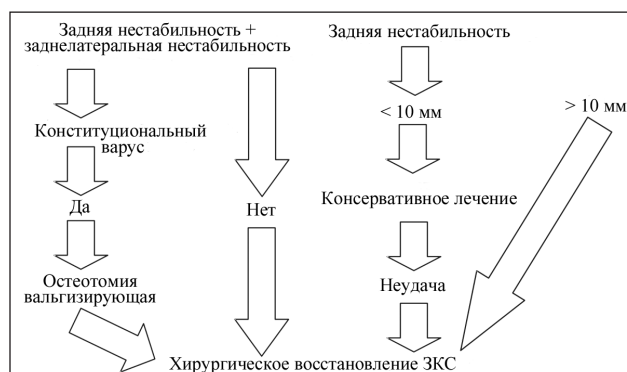 Задняя нестабильность +
заднелатеральная нестабильность
Задняя нестабильность
< 10 мм
> 10 мм
Конституциональный
варус
Консервативное лечение
Да
Нет
Остеотомия
вальгизирующая
Неудача
Хирургическое восстановление ЗКС